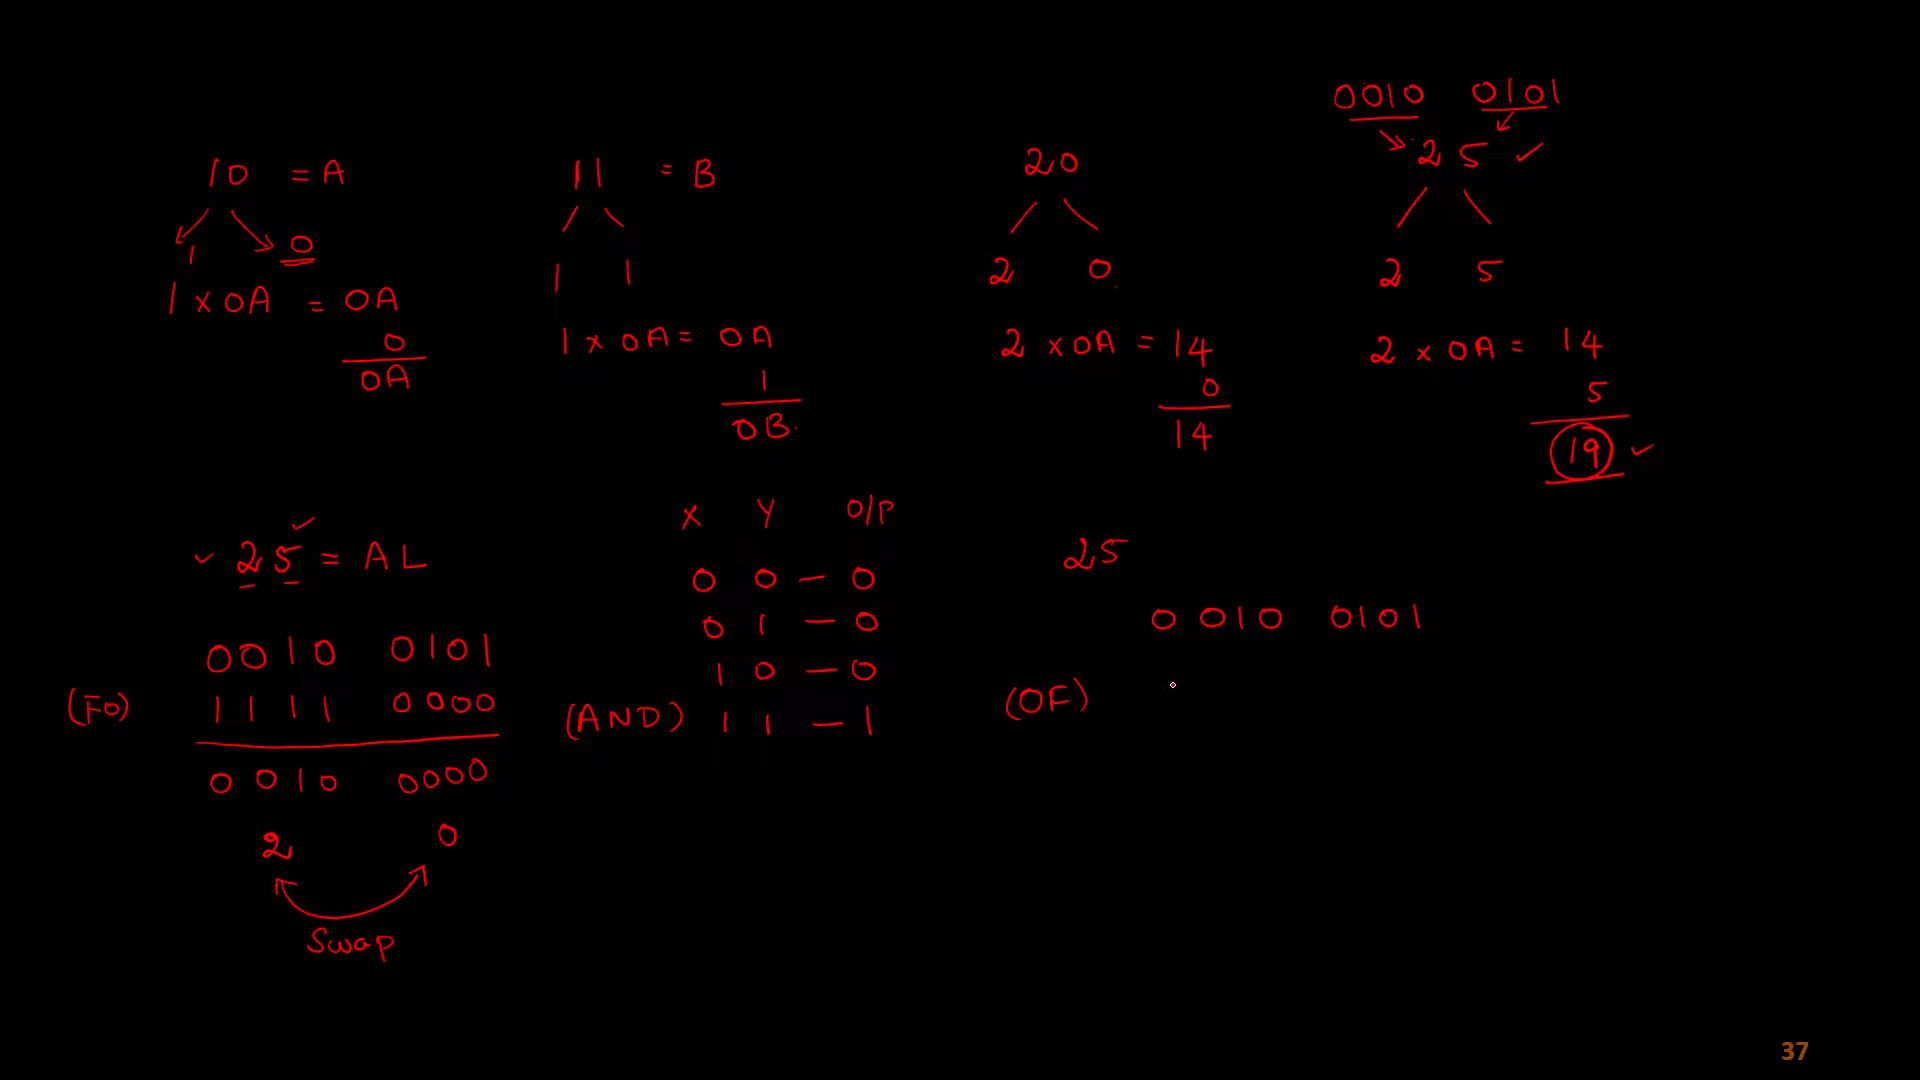 0010 0101
10 = A
11 = B
20
25 ✓
1 0
1 1
2 0
2 5
1 x 0A = 0A
0
0A
1 x 0A = 0A
1
0B
2 x 0A = 14
0
14
2 x 0A = 14
5
19 ✓
✓ 25 ✓ = AL
0010 0101
(F0) 1111 0000
0010 0000
2 0
Swap
X Y O/P
0 0 – 0
0 1 – 0
1 0 – 0
(AND) 1 1 – 1
25
0 010 0101
(0F)
37